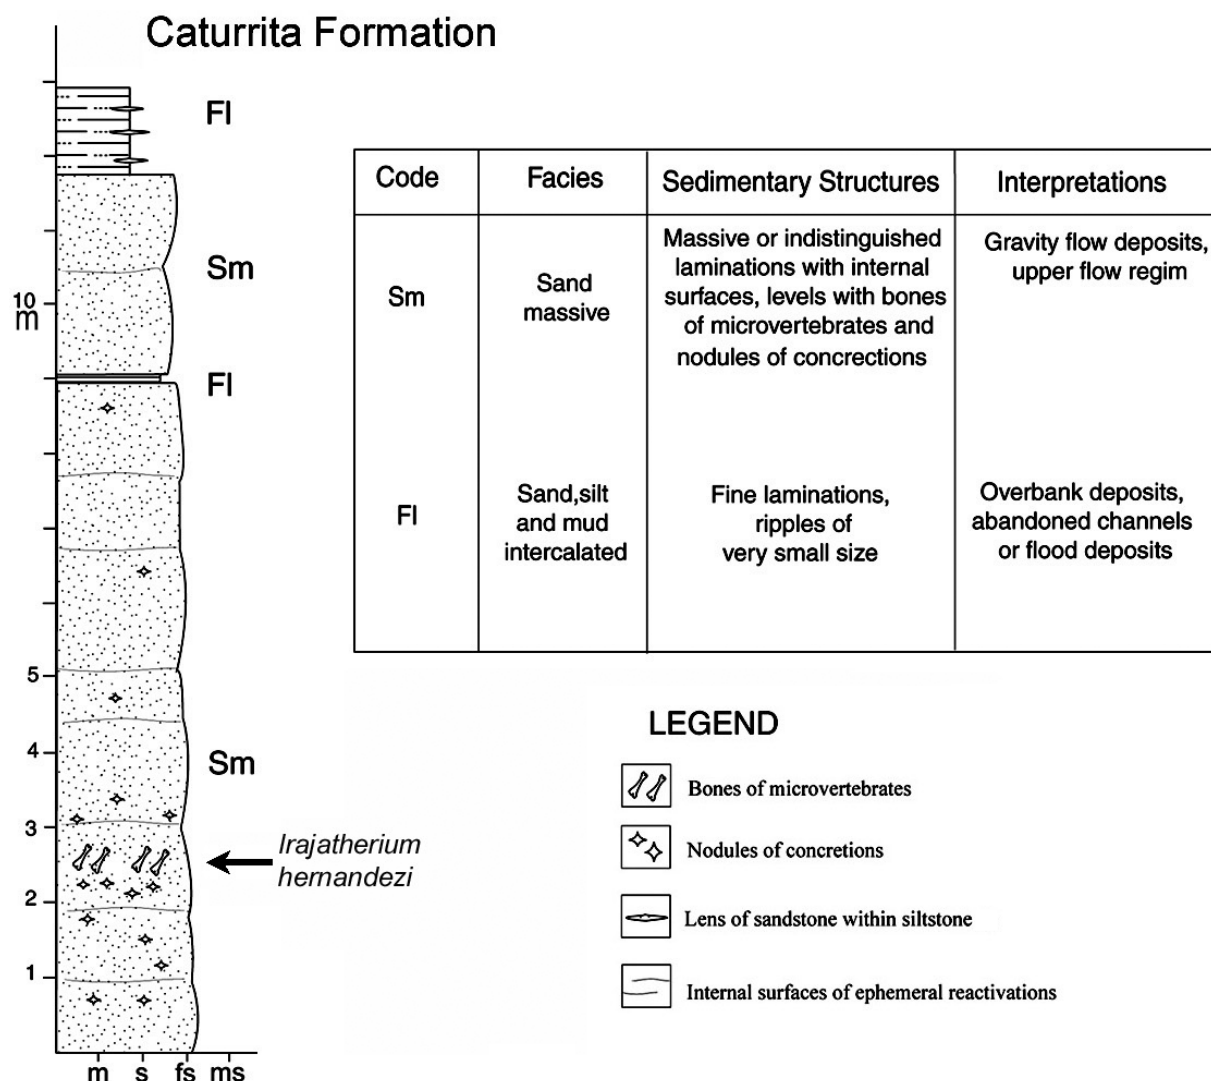 Caturrita Formation
Fl
Sm
10
m
Fl
5
4
Sm
3
2
1
m s fs ms
Irajatherium
hernandezi
Code Facies Sedimentary Structures Interpretations
Sm
Sand
massive
Massive or indistinguished
laminations with internal
surfaces, levels with bones
of microvertebrates and
nodules of concrections
Gravity flow deposits,
upper flow regim
Fl
Sand,silt
and mud
intercalated
Fine laminations,
ripples of
very small size
Overbank deposits,
abandoned channels
or flood deposits
LEGEND
Bones of microvertebrates
Nodules of concretions
Lens of sandstone within siltstone
Internal surfaces of ephemeral reactivations